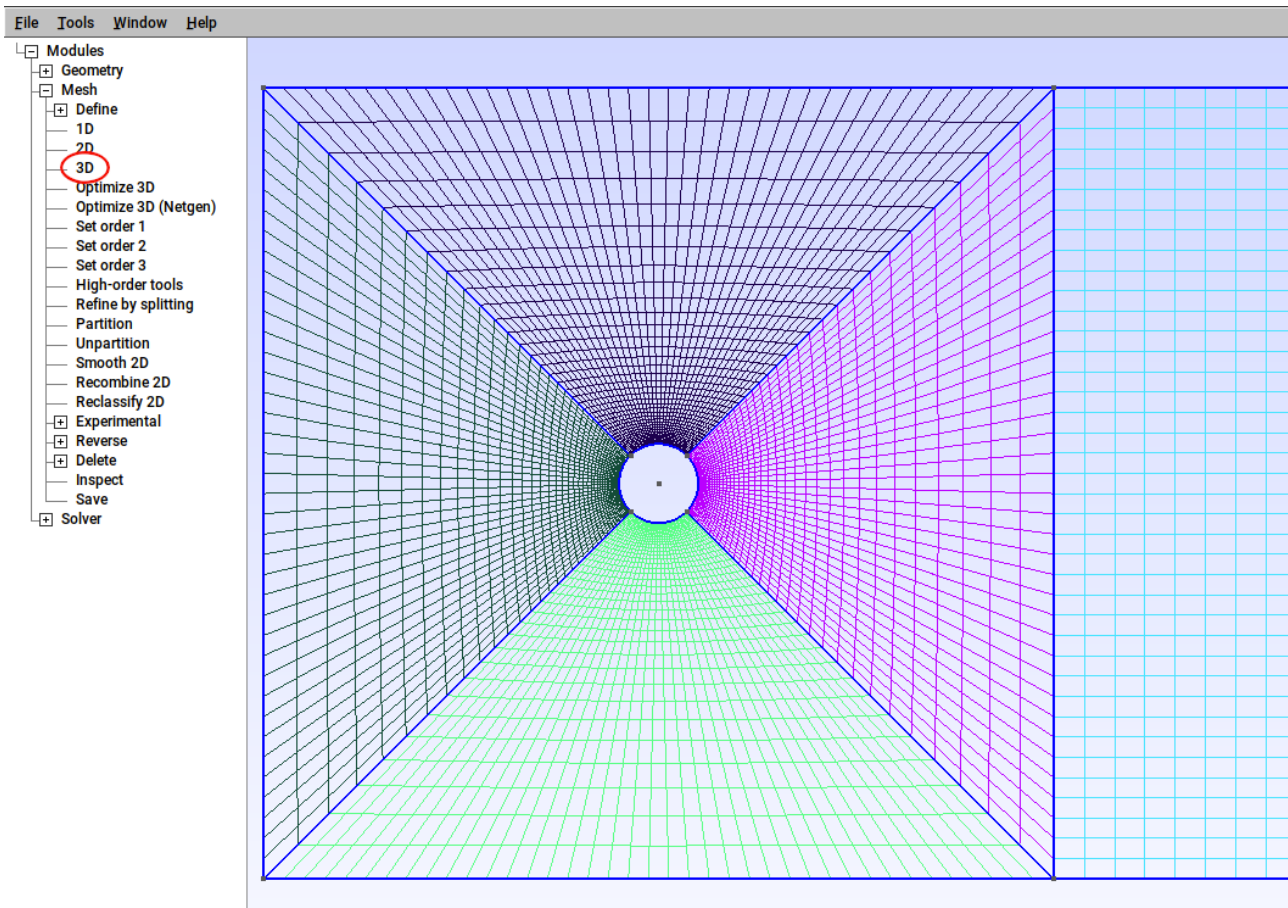 File Tools Window Help
Modules
Geometry
Mesh
Define
1D
2D
3D
Optimize 3D
Optimize 3D (Netgen)
Set order 1
Set order 2
Set order 3
High-order tools
Refine by splitting
Partition
Unpartition
Smooth 2D
Recombine 2D
Reclassify 2D
Experimental
Reverse
Delete
Inspect
Save
Solver